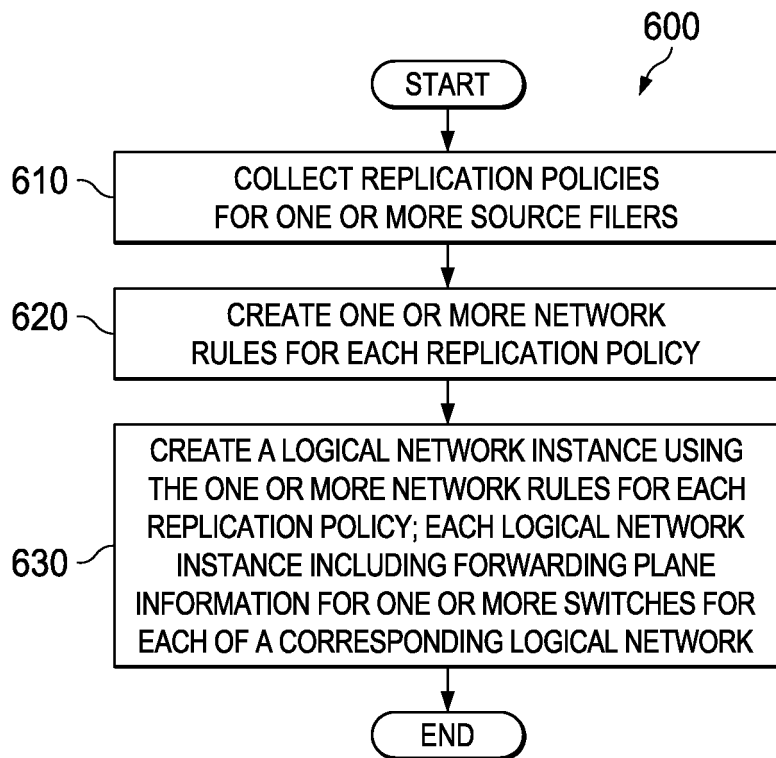 600
START
610
COLLECT REPLICATION POLICIES
FOR ONE OR MORE SOURCE FILERS
620
CREATE ONE OR MORE NETWORK
RULES FOR EACH REPLICATION POLICY
630
CREATE A LOGICAL NETWORK INSTANCE USING
THE ONE OR MORE NETWORK RULES FOR EACH
REPLICATION POLICY; EACH LOGICAL NETWORK
INSTANCE INCLUDING FORWARDING PLANE
INFORMATION FOR ONE OR MORE SWITCHES FOR
EACH OF A CORRESPONDING LOGICAL NETWORK
END